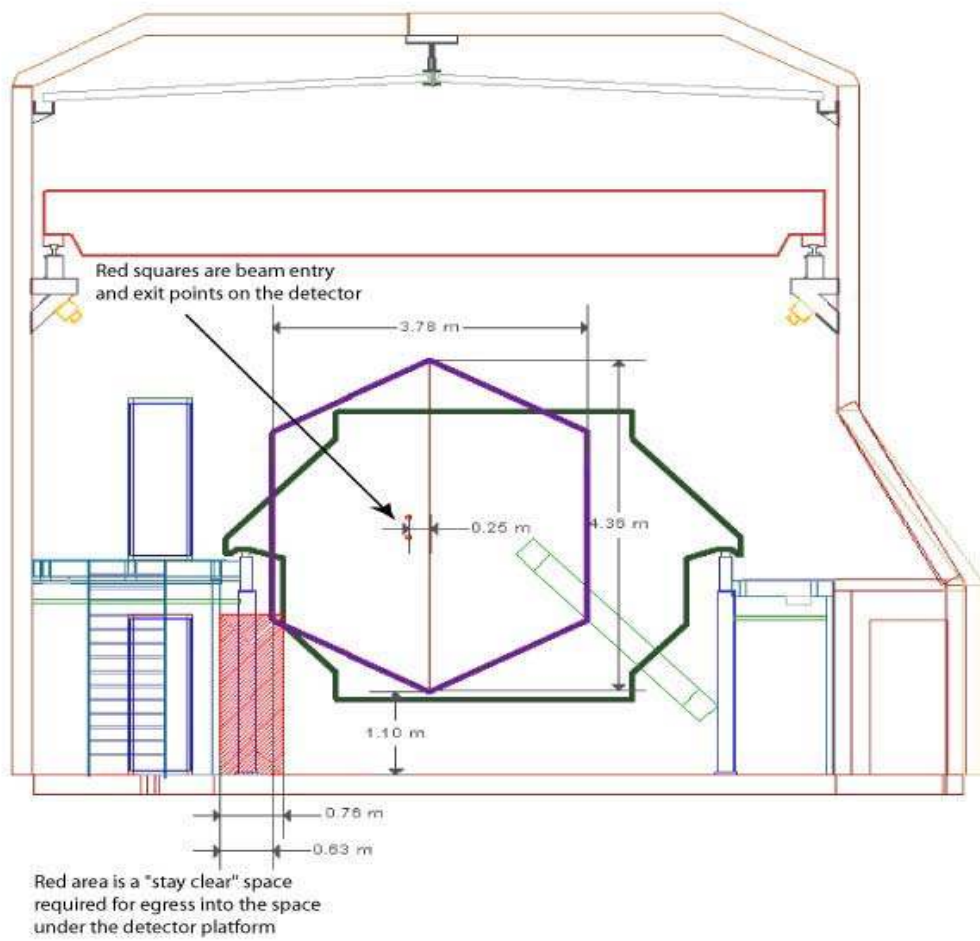 Red squares are beam entry
and exit points on the detector
3.78 m
0.25 m
4.36 m
1.10 m
0.76 m
0.63 m
Red area is a "stay clear" space
required for egress into the space
under the detector platform